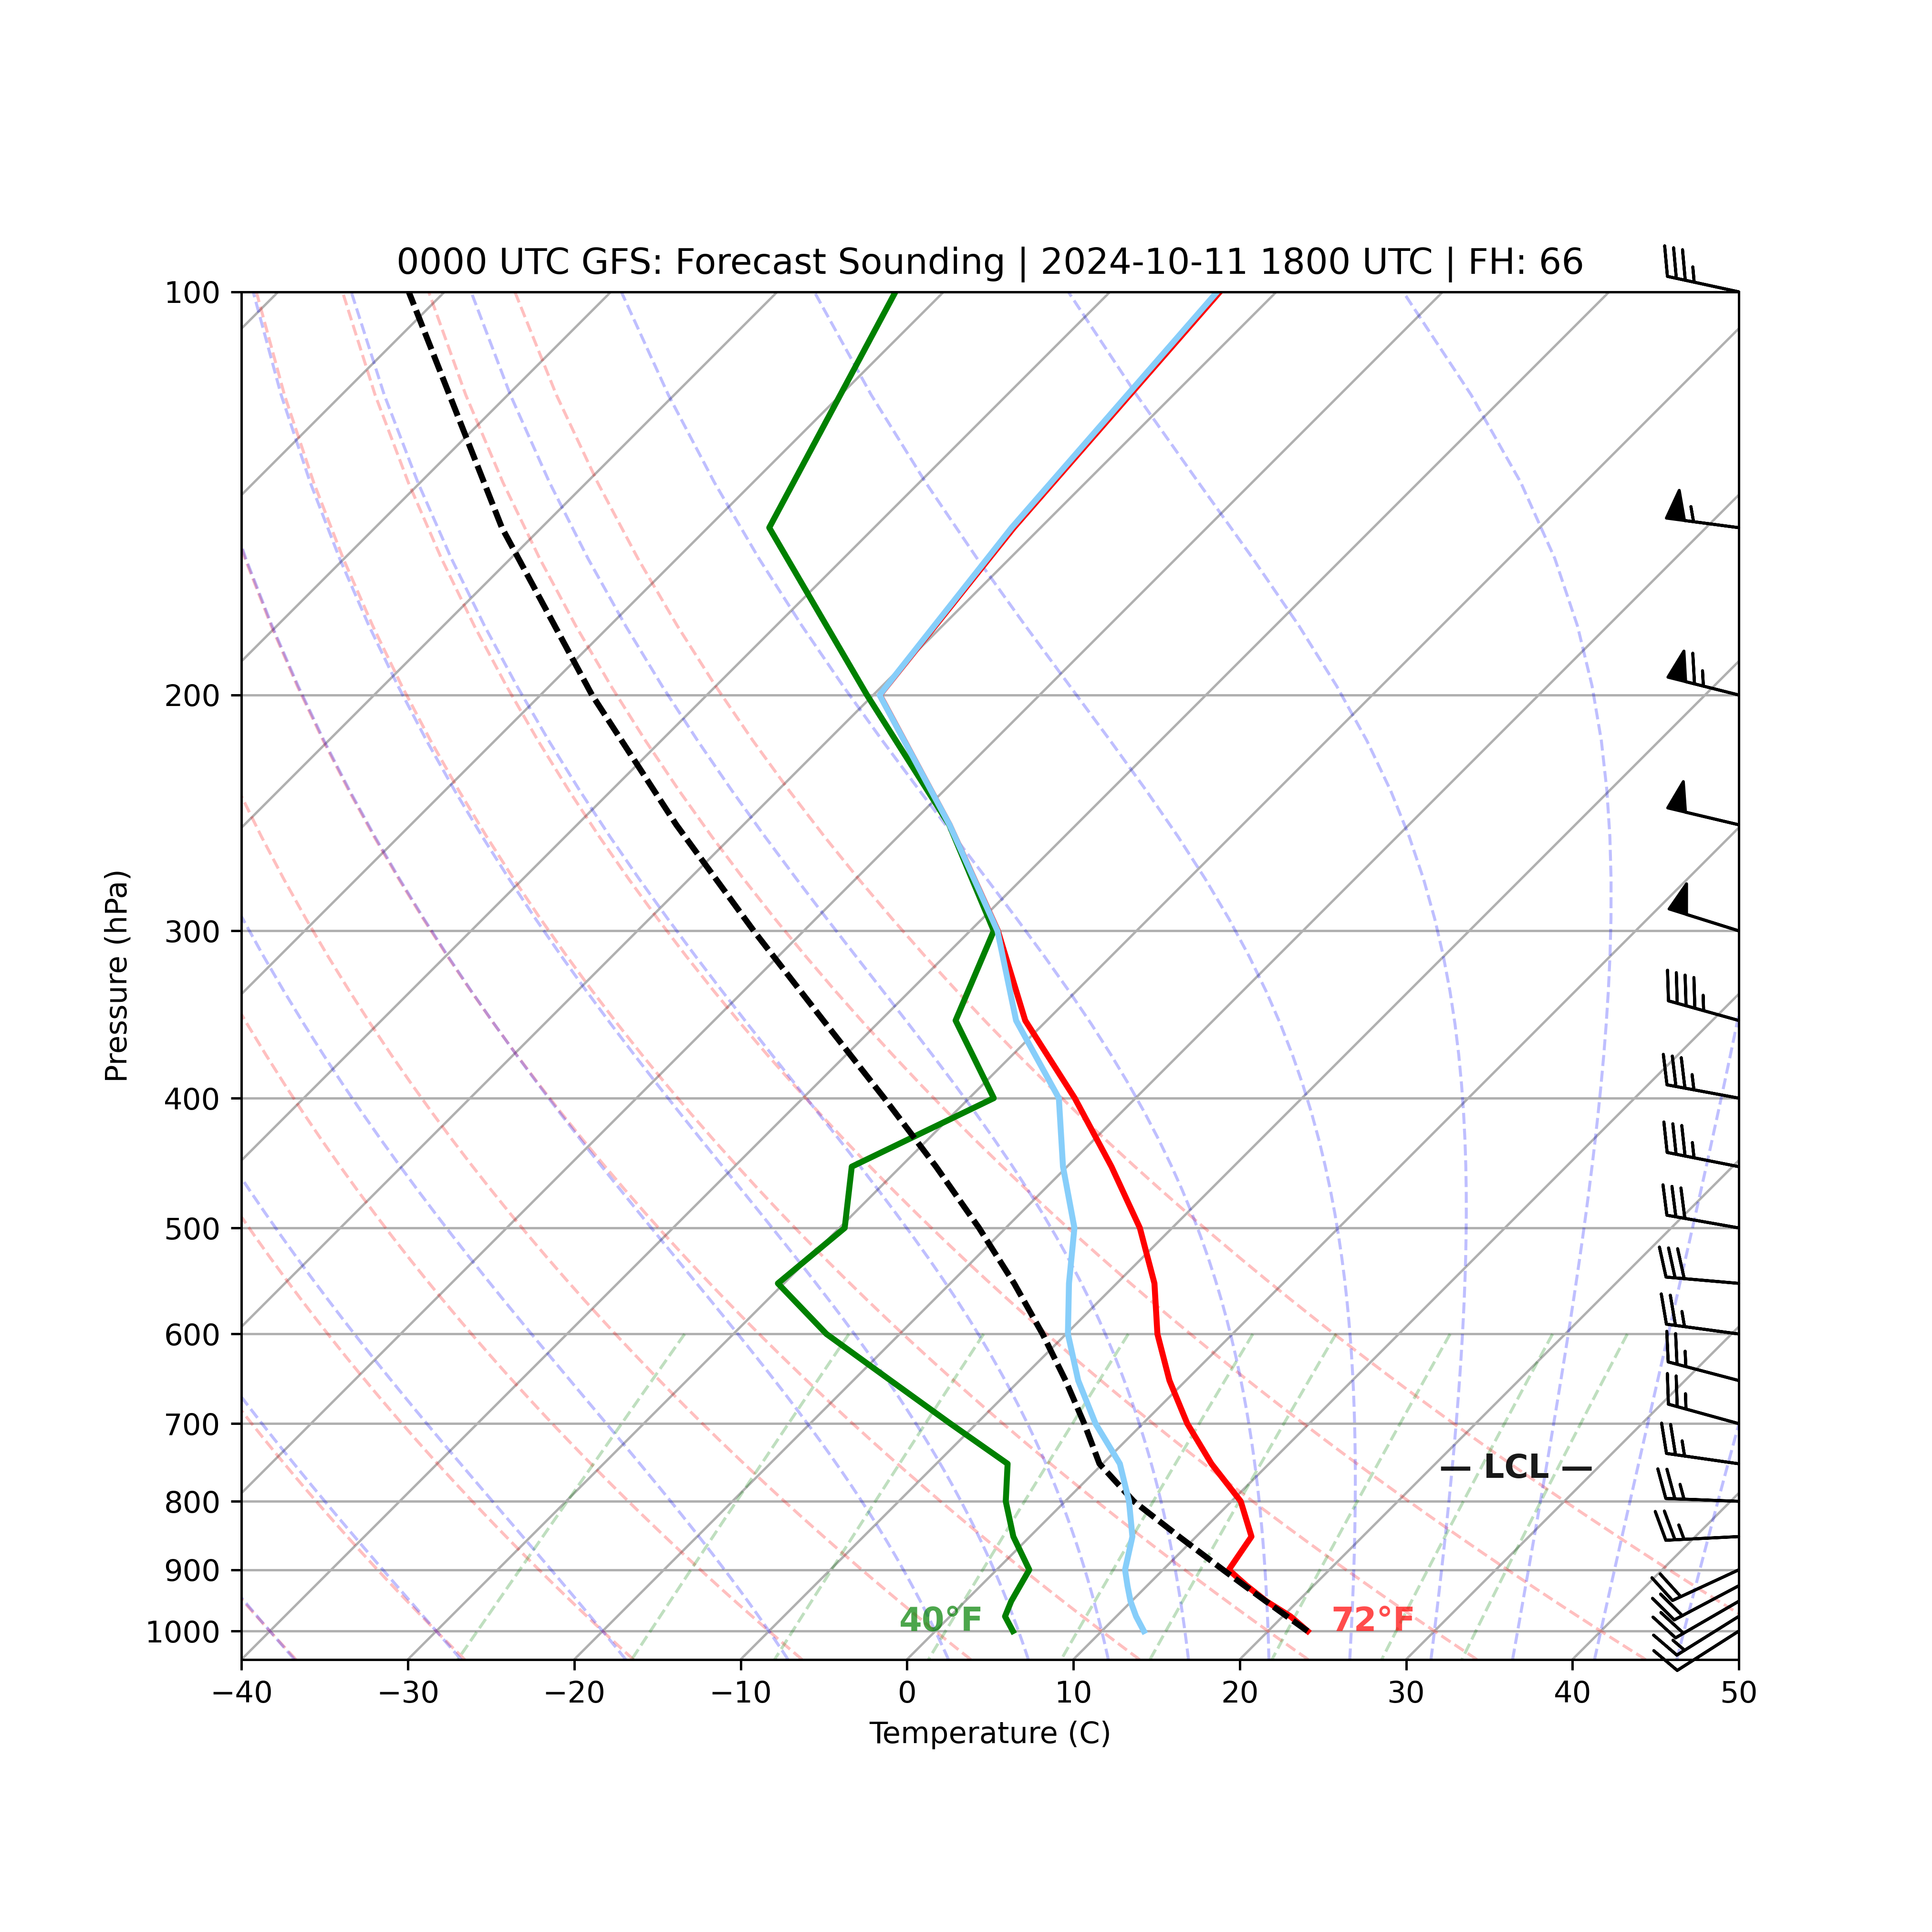 0000 UTC GFS: Forecast Sounding | 2024-10-11 1800 UTC | FH: 66
100
200
300
400
500
600
700
800
900
1000
Pressure (hPa)
— LCL —
40°F
72°F
−40 −30 −20 −10 0 10 20 30 40 50
Temperature (C)